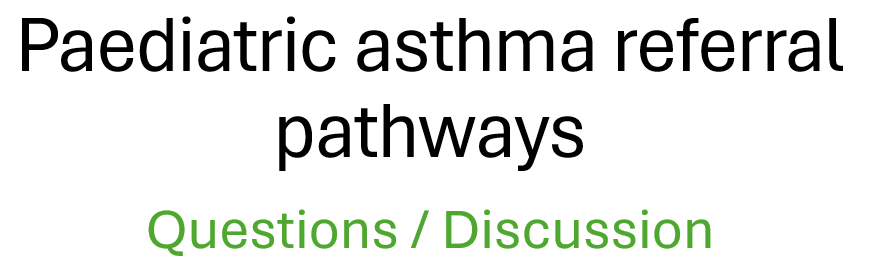 Paediatric asthma referral
pathways
Questions / Discussion